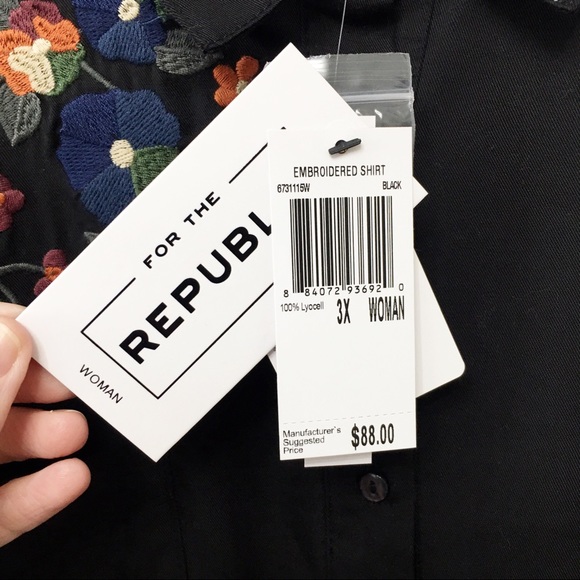 FOR THE
REPUBL
WOMAN
EMBROIDERED SHIRT
6731115W BLACK
8 84072 93692 0
100% Lyocell 3X WOMAN
Manufacturer's
Suggested
Price
$88.00